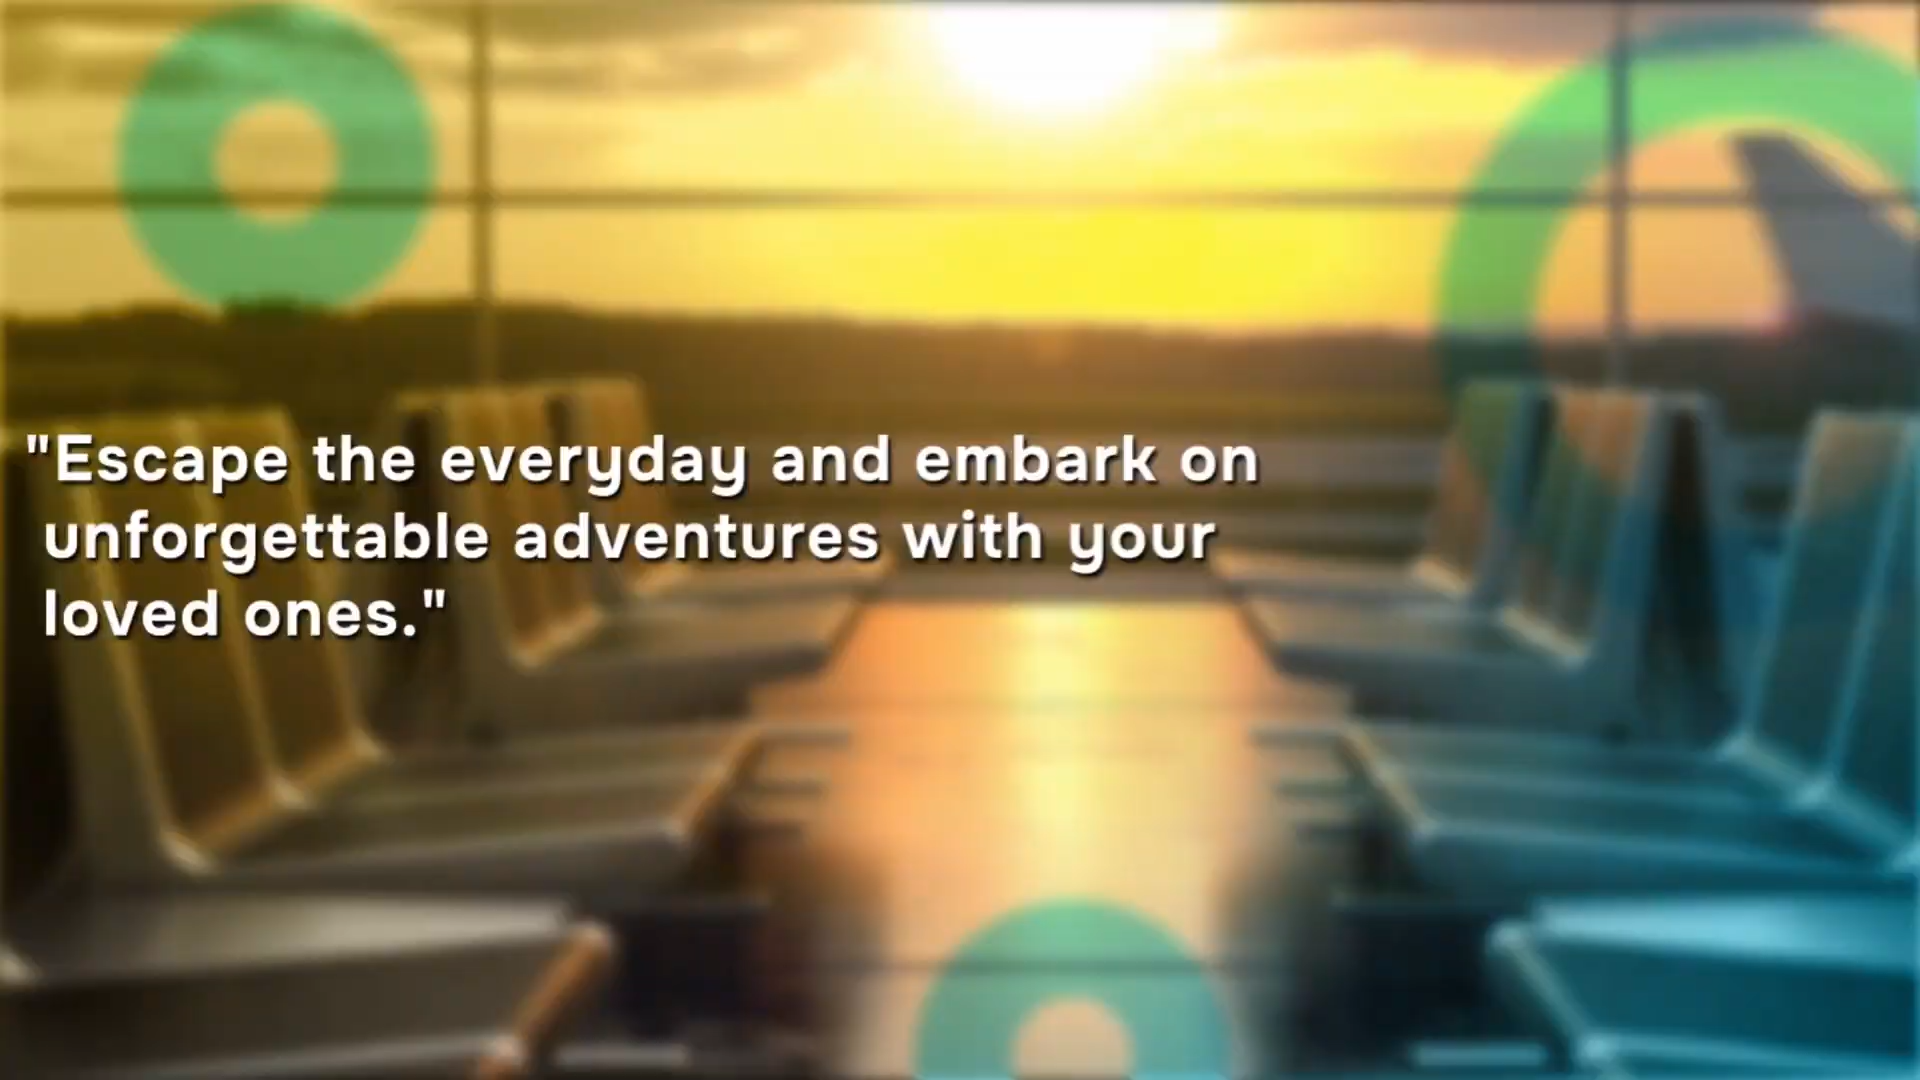 "Escape the everyday and embark on
unforgettable adventures with your
loved ones."